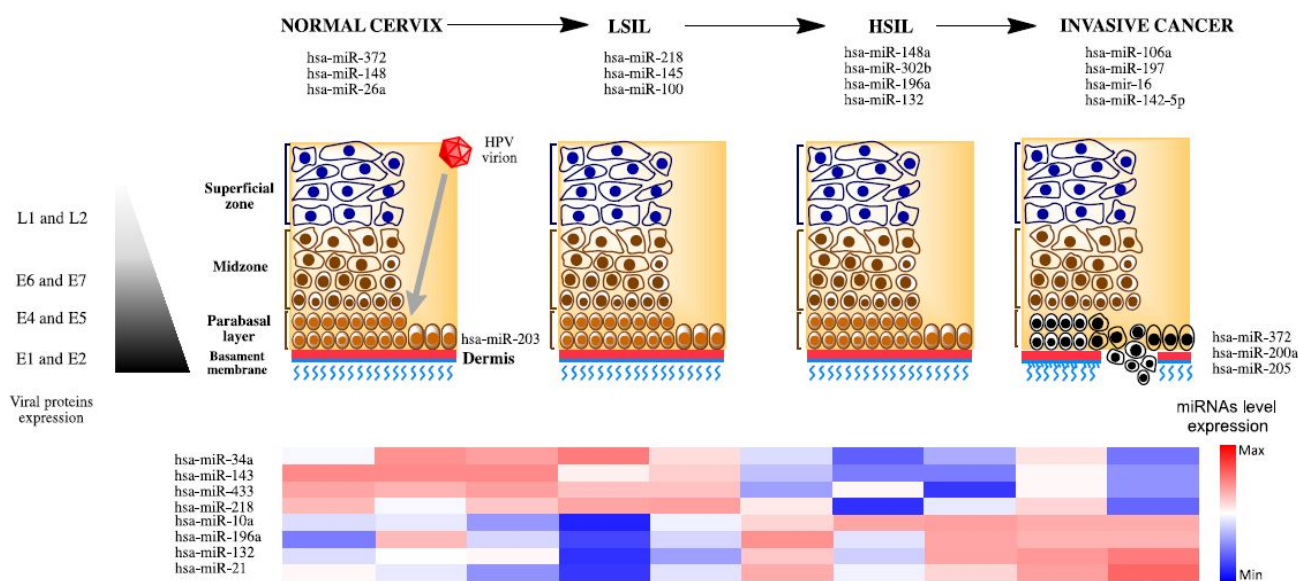 NORMAL CERVIX
LSIL
HSIL
INVASIVE CANCER
hsa-miR-372
hsa-miR-148
hsa-miR-26a
hsa-miR-218
hsa-miR-145
hsa-miR-100
hsa-miR-148a
hsa-miR-302b
hsa-miR-196a
hsa-miR-132
hsa-miR-106a
hsa-miR-197
hsa-mir-16
hsa-miR-142-5p
HPV
virion
L1 and L2
E6 and E7
E4 and E5
E1 and E2
Viral proteins
expression
Superficial
zone
Midzone
Parabasal
layer
Basament
membrane
hsa-miR-203
Dermis
hsa-miR-372
hsa-miR-200a
hsa-miR-205
miRNAs level
expression
Max
Min
hsa-miR-34a
hsa-miR-143
hsa-miR-433
hsa-miR-218
hsa-miR-10a
hsa-miR-196a
hsa-miR-132
hsa-miR-21